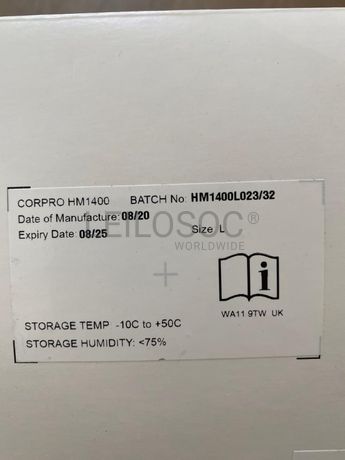 CORPRO HM1400 BATCH No: HM1400L023/32
Date of Manufacture: 08/20
Expiry Date: 08/25 Size L
LEILOSOC®
WORLDWIDE
WA11 9TW UK
STORAGE TEMP -10C to +50C
STORAGE HUMIDITY: <75%